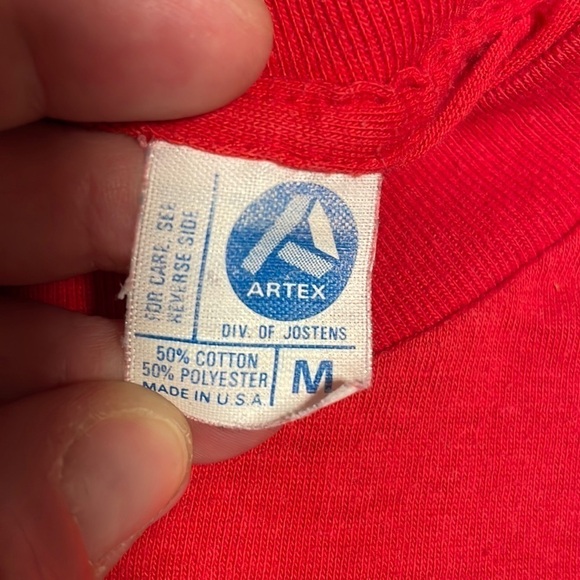 FOR CARE, SEE
REVERSE SIDE
ARTEX
DIV. OF JOSTENS
50% COTTON
50% POLYESTER
MADE IN U.S.A.
M